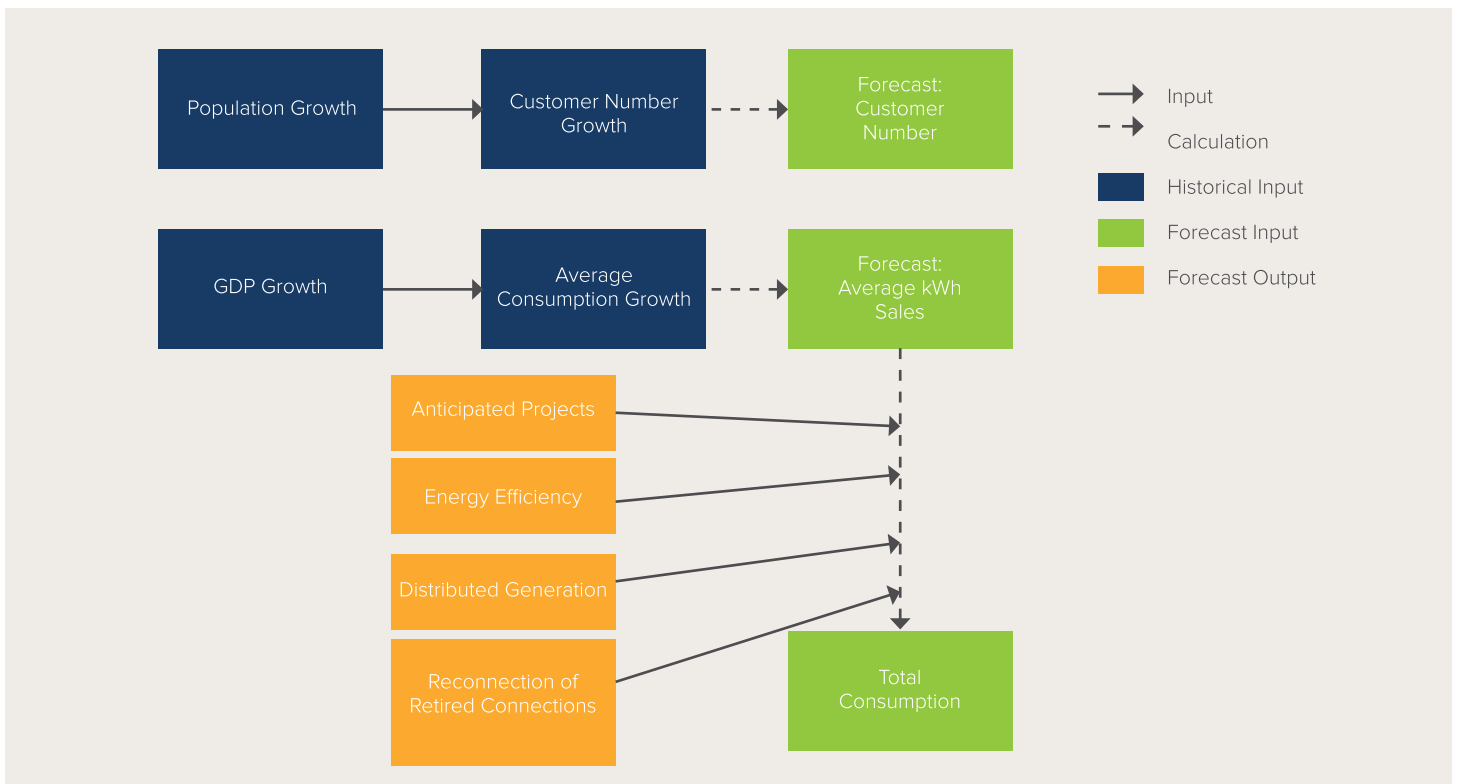 Population Growth
Customer Number
Growth
Forecast:
Customer
Number
Input
Calculation
Historical Input
Forecast Input
Forecast Output
GDP Growth
Average
Consumption Growth
Forecast:
Average kWh
Sales
Anticipated Projects
Energy Efficiency
Distributed Generation
Reconnection of
Retired Connections
Total
Consumption